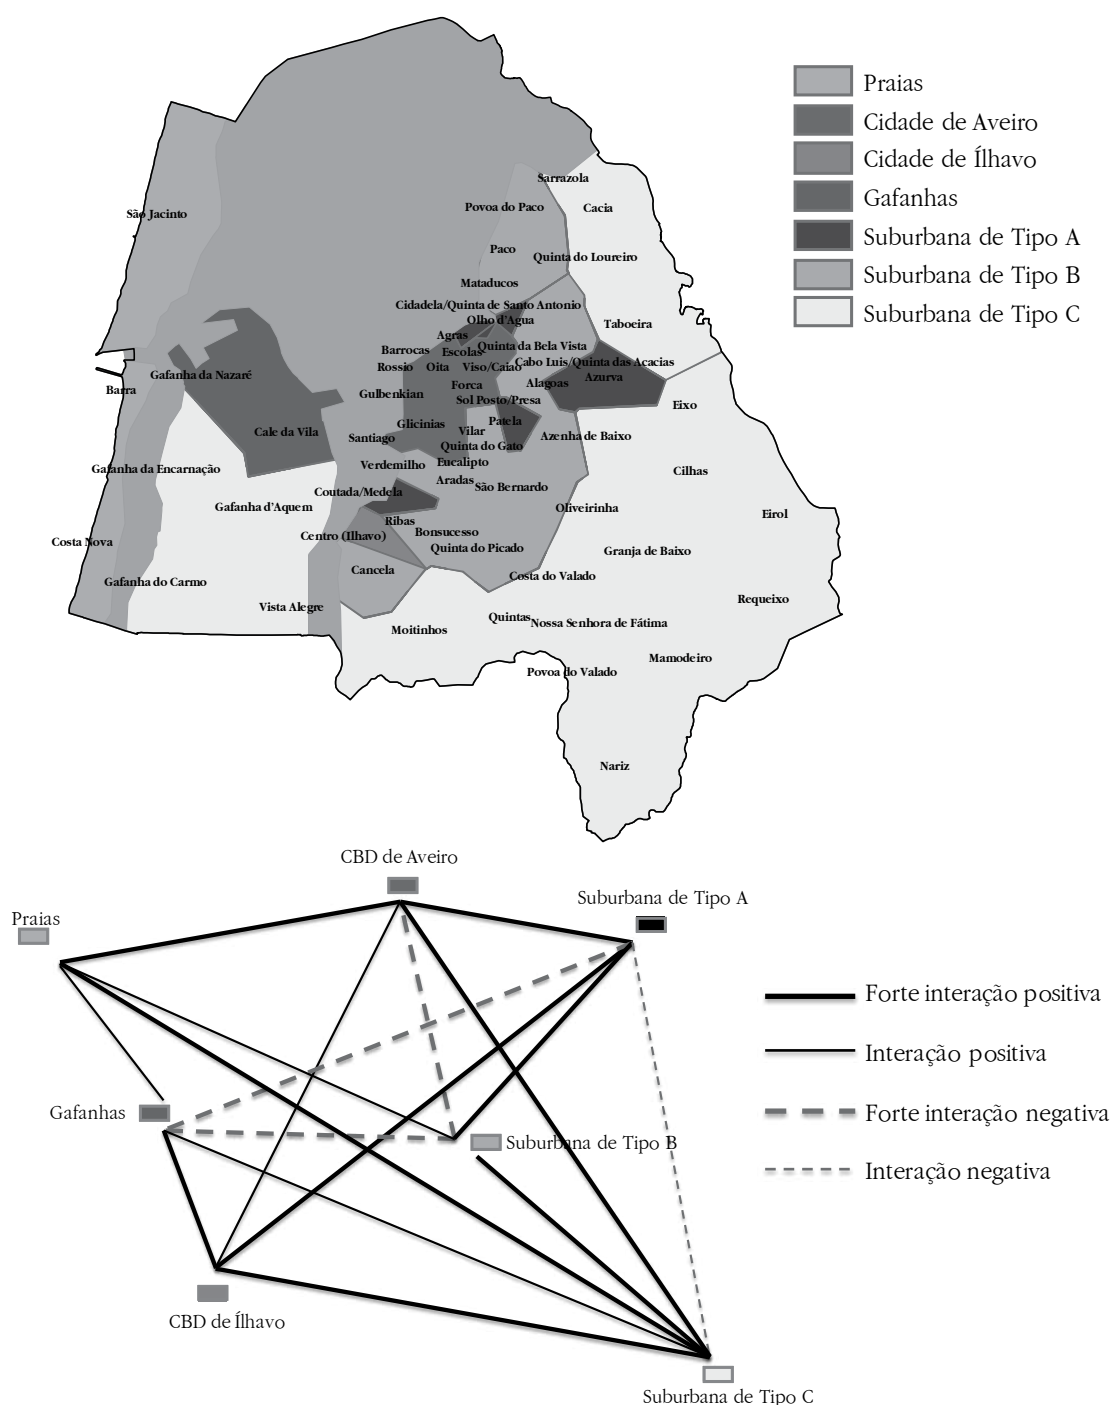 Praias
Cidade de Aveiro
Cidade de Ílhavo
Gafanhas
Suburbana de Tipo A
Suburbana de Tipo B
Suburbana de Tipo C
Sarrazola
Povoa do Paco
Cacia
São Jacinto
Paco
Quinta do Loureiro
Mataducos
Cidadela/Quinta de Santo Antonio
Olho d'Agua
Taboeira
Agras
Barrocas
Escolas
Quinta da Bela Vista
Rossio
Oita
Viso/Caiao
Cabo Luis/Quinta das Acacias
Gafanha da Nazaré
Azurva
Barra
Forca
Alagoas
Gulbenkian
Sol Posto/Presa
Eixo
Glicinias
Patela
Cale da Vila
Vilar
Santiago
Azenha de Baixo
Quinta do Gato
Verdemilho
Eucalipto
Gafanha da Encarnação
Cilhas
Aradas
São Bernardo
Coutada/Medela
Gafanha d'Aquem
Oliveirinha
Eirol
Ribas
Centro (Ilhavo)
Bonsucesso
Costa Nova
Quinta do Picado
Granja de Baixo
Cancela
Gafanha do Carmo
Costa do Valado
Requeixo
Vista Alegre
Quintas
Nossa Senhora de Fátima
Moitinhos
Mamodeiro
Povoa do Valado
Nariz
CBD de Aveiro
Suburbana de Tipo A
Praias
Forte interação positiva
Interação positiva
Gafanhas
Forte interação negativa
Suburbana de Tipo B
Interação negativa
CBD de Ílhavo
Suburbana de Tipo C